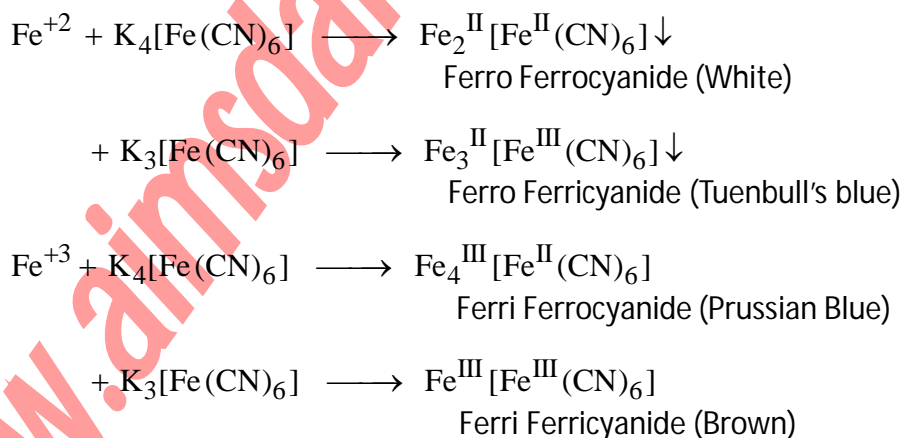 Fe⁺² + K₄[Fe(CN)₆] ⟶ Fe₂ᴵᴵ[Feᴵᴵ(CN)₆]↓
Ferro Ferrocyanide (White)
+ K₃[Fe(CN)₆] ⟶ Fe₃ᴵᴵ[Feᴵᴵᴵ(CN)₆]↓
Ferro Ferricyanide (Tuenbull's blue)
Fe⁺³ + K₄[Fe(CN)₆] ⟶ Fe₄ᴵᴵᴵ[Feᴵᴵ(CN)₆]
Ferri Ferrocyanide (Prussian Blue)
+ K₃[Fe(CN)₆] ⟶ Feᴵᴵᴵ[Feᴵᴵᴵ(CN)₆]
Ferri Ferricyanide (Brown)